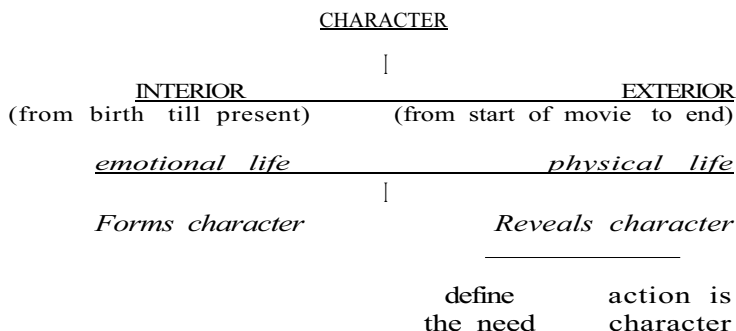 CHARACTER
INTERIOR EXTERIOR
(from birth till present) (from start of movie to end)
emotional life physical life
Forms character Reveals character
define action is
the need character